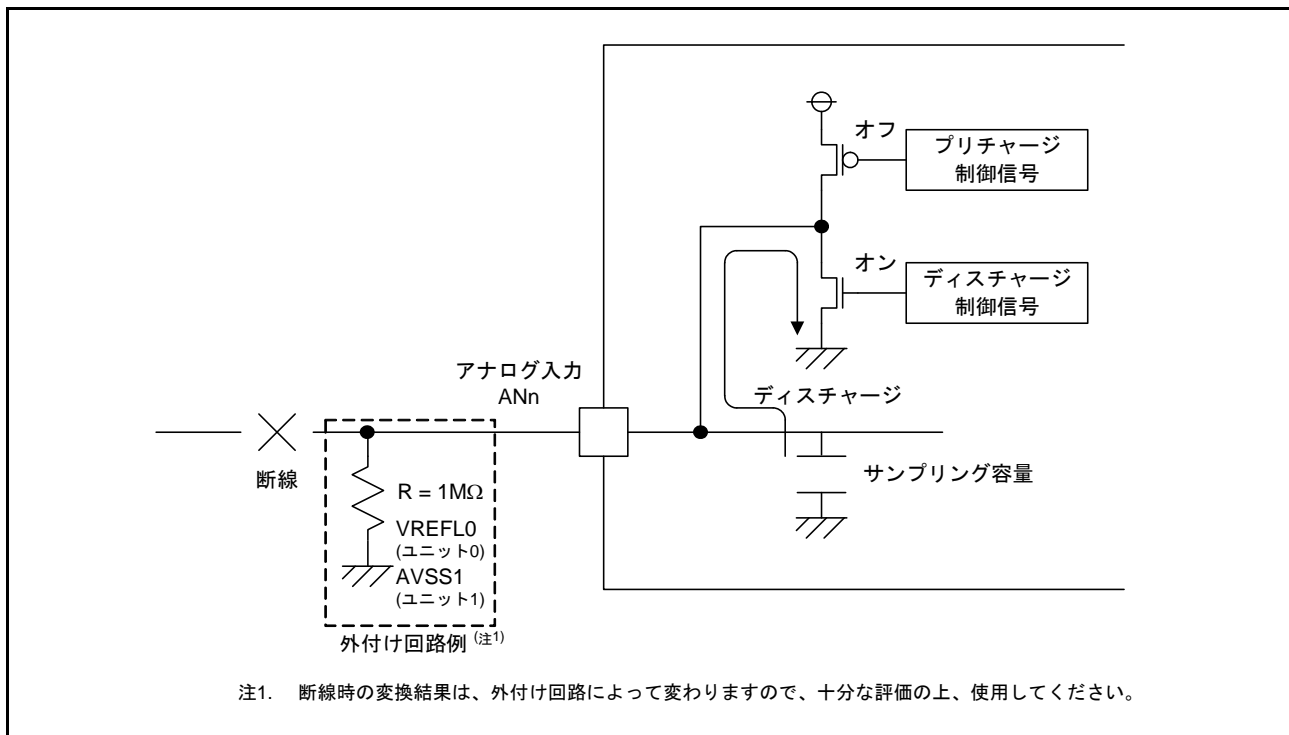 オフ
プリチャージ
制御信号
オン
ディスチャージ
制御信号
アナログ入力
ANn
ディスチャージ
断線
サンプリング容量
R = 1MΩ
VREFL0
(ユニット0)
AVSS1
(ユニット1)
外付け回路例 (注1)
注1. 断線時の変換結果は、外付け回路によって変わりますので、十分な評価の上、使用してください。